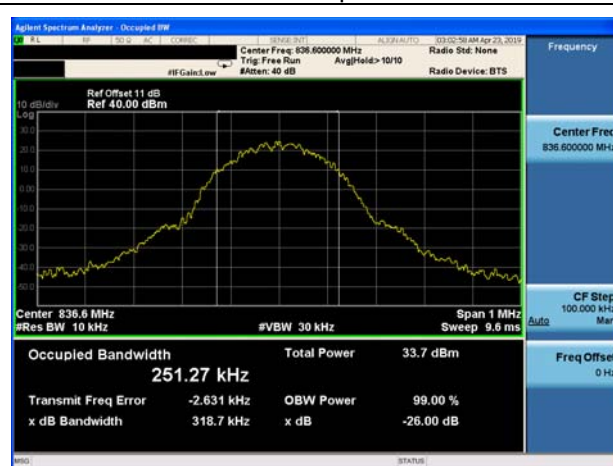 Agilent Spectrum Analyzer - Occupied BW
RL RF 50 Ω AC CORREC SENSE:INT ALIGN AUTO 03:02:58 AM Apr 23, 2019
Center Freq: 836.600000 MHz Radio Std: None
Trig: Free Run Avg|Hold:>10/10
#IFGain:Low #Atten: 40 dB Radio Device: BTS
Ref Offset 11 dB
10 dB/div Ref 40.00 dBm
Log
30.0
20.0
10.0
0.00
-10.0
-20.0
-30.0
-40.0
-50.0
Center 836.6 MHz Span 1 MHz
#Res BW 10 kHz #VBW 30 kHz Sweep 9.6 ms
Occupied Bandwidth Total Power 33.7 dBm
251.27 kHz
Transmit Freq Error -2.631 kHz OBW Power 99.00 %
x dB Bandwidth 318.7 kHz x dB -26.00 dB
MSG STATUS
Frequency
Center Freq
836.600000 MHz
CF Step
100.000 kHz
Auto Man
Freq Offset
0 Hz